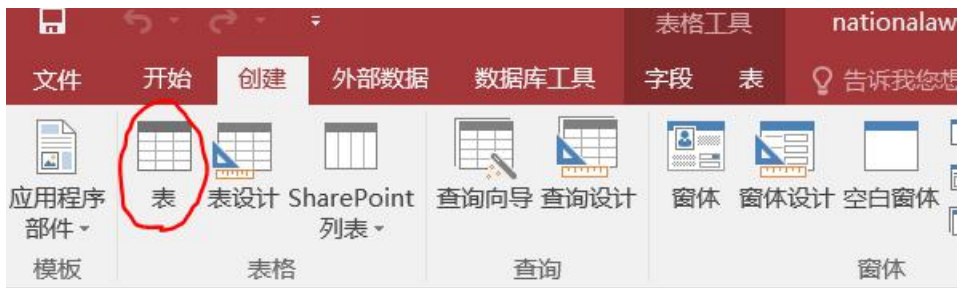 表格工具 nationalaw
文件 开始 创建 外部数据 数据库工具 字段 表 告诉我您想
应用程序 表 表设计 SharePoint 查询向导 查询设计 窗体 窗体设计 空白窗体
部件 列表
模板 表格 查询 窗体